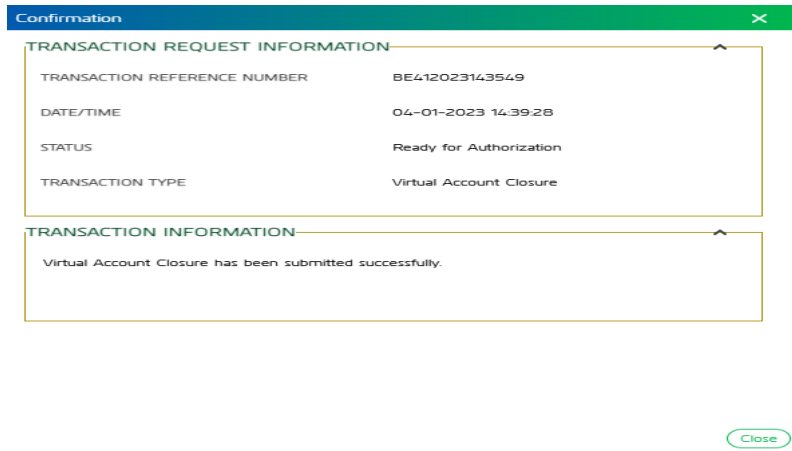 Confirmation
TRANSACTION REQUEST INFORMATION
TRANSACTION REFERENCE NUMBER BE412023143549
DATE/TIME 04-01-2023 14:39:28
STATUS Ready for Authorization
TRANSACTION TYPE Virtual Account Closure
TRANSACTION INFORMATION
Virtual Account Closure has been submitted successfully.
Close